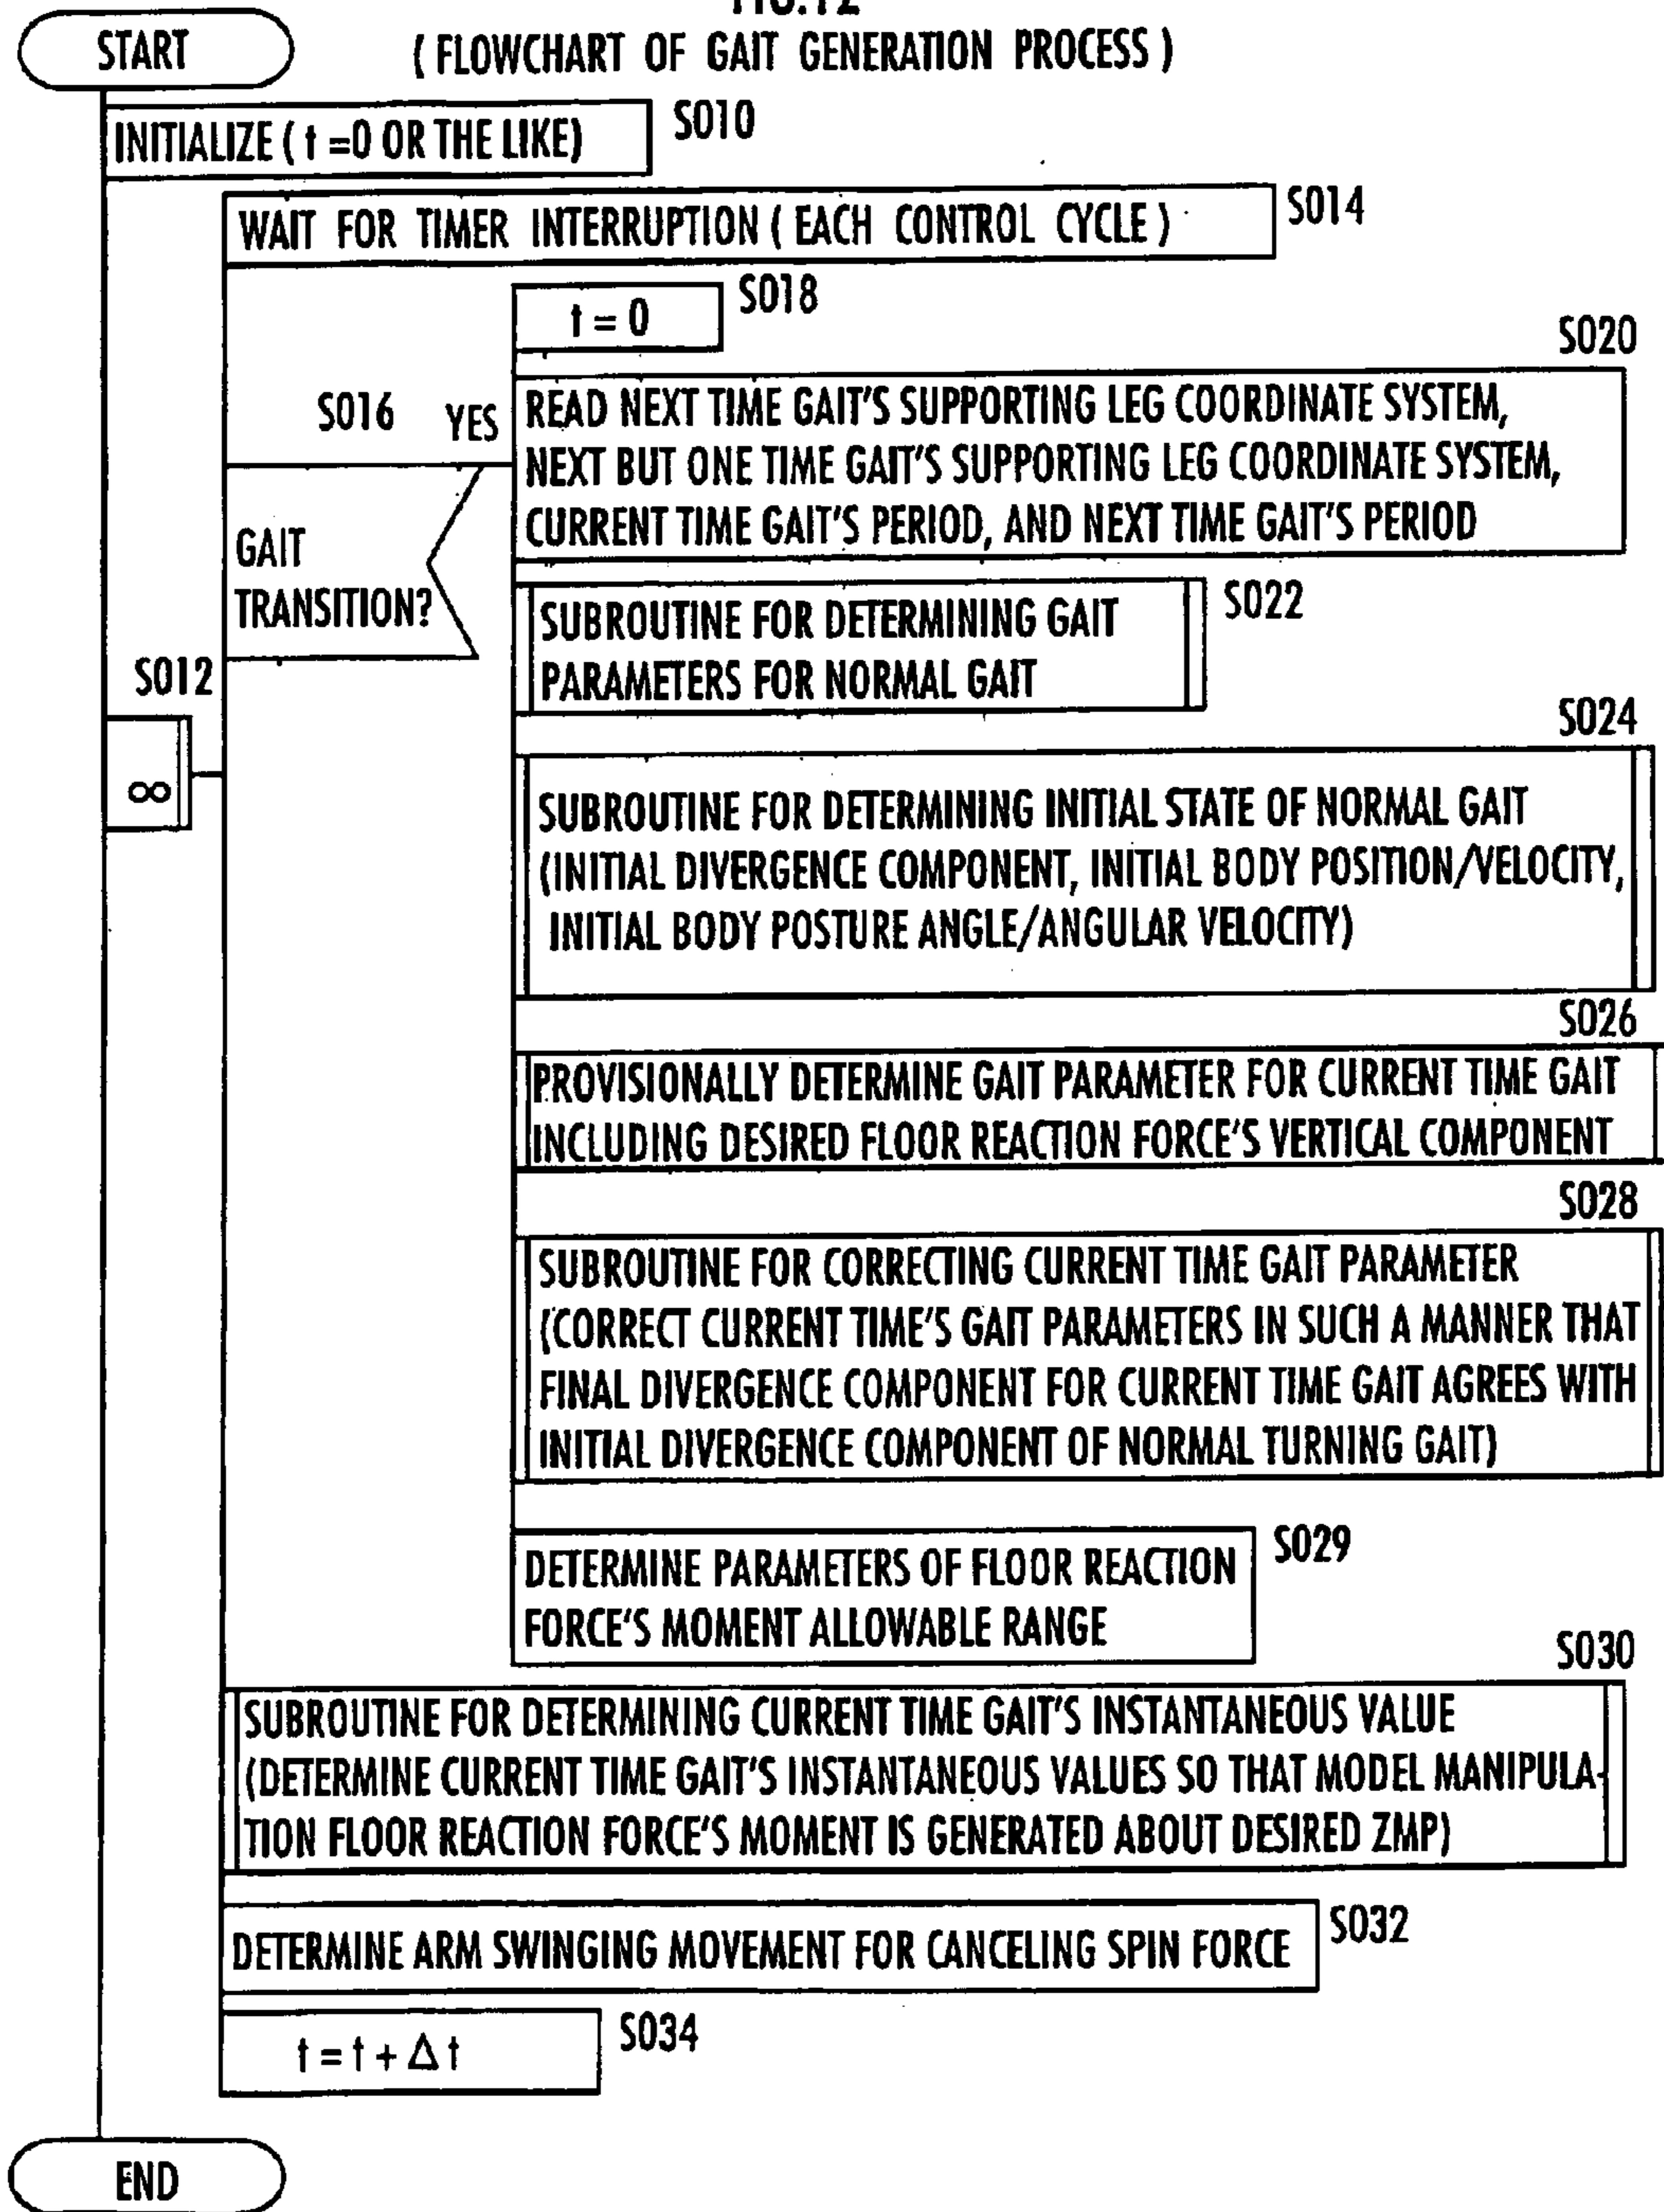 FIG.12
( FLOWCHART OF GAIT GENERATION PROCESS )
START
INITIALIZE ( t =0 OR THE LIKE)
S010
WAIT FOR TIMER INTERRUPTION ( EACH CONTROL CYCLE )
S014
t = 0
S018
S020
S016
YES
READ NEXT TIME GAIT'S SUPPORTING LEG COORDINATE SYSTEM,
NEXT BUT ONE TIME GAIT'S SUPPORTING LEG COORDINATE SYSTEM,
CURRENT TIME GAIT'S PERIOD, AND NEXT TIME GAIT'S PERIOD
GAIT
TRANSITION?
SUBROUTINE FOR DETERMINING GAIT
PARAMETERS FOR NORMAL GAIT
S022
S012
∞
S024
SUBROUTINE FOR DETERMINING INITIAL STATE OF NORMAL GAIT
(INITIAL DIVERGENCE COMPONENT, INITIAL BODY POSITION/VELOCITY,
INITIAL BODY POSTURE ANGLE/ANGULAR VELOCITY)
S026
PROVISIONALLY DETERMINE GAIT PARAMETER FOR CURRENT TIME GAIT
INCLUDING DESIRED FLOOR REACTION FORCE'S VERTICAL COMPONENT
S028
SUBROUTINE FOR CORRECTING CURRENT TIME GAIT PARAMETER
(CORRECT CURRENT TIME'S GAIT PARAMETERS IN SUCH A MANNER THAT
FINAL DIVERGENCE COMPONENT FOR CURRENT TIME GAIT AGREES WITH
INITIAL DIVERGENCE COMPONENT OF NORMAL TURNING GAIT)
DETERMINE PARAMETERS OF FLOOR REACTION
FORCE'S MOMENT ALLOWABLE RANGE
S029
S030
SUBROUTINE FOR DETERMINING CURRENT TIME GAIT'S INSTANTANEOUS VALUE
(DETERMINE CURRENT TIME GAIT'S INSTANTANEOUS VALUES SO THAT MODEL MANIPULA-
TION FLOOR REACTION FORCE'S MOMENT IS GENERATED ABOUT DESIRED ZMP)
DETERMINE ARM SWINGING MOVEMENT FOR CANCELING SPIN FORCE
S032
t = t + Δ t
S034
END